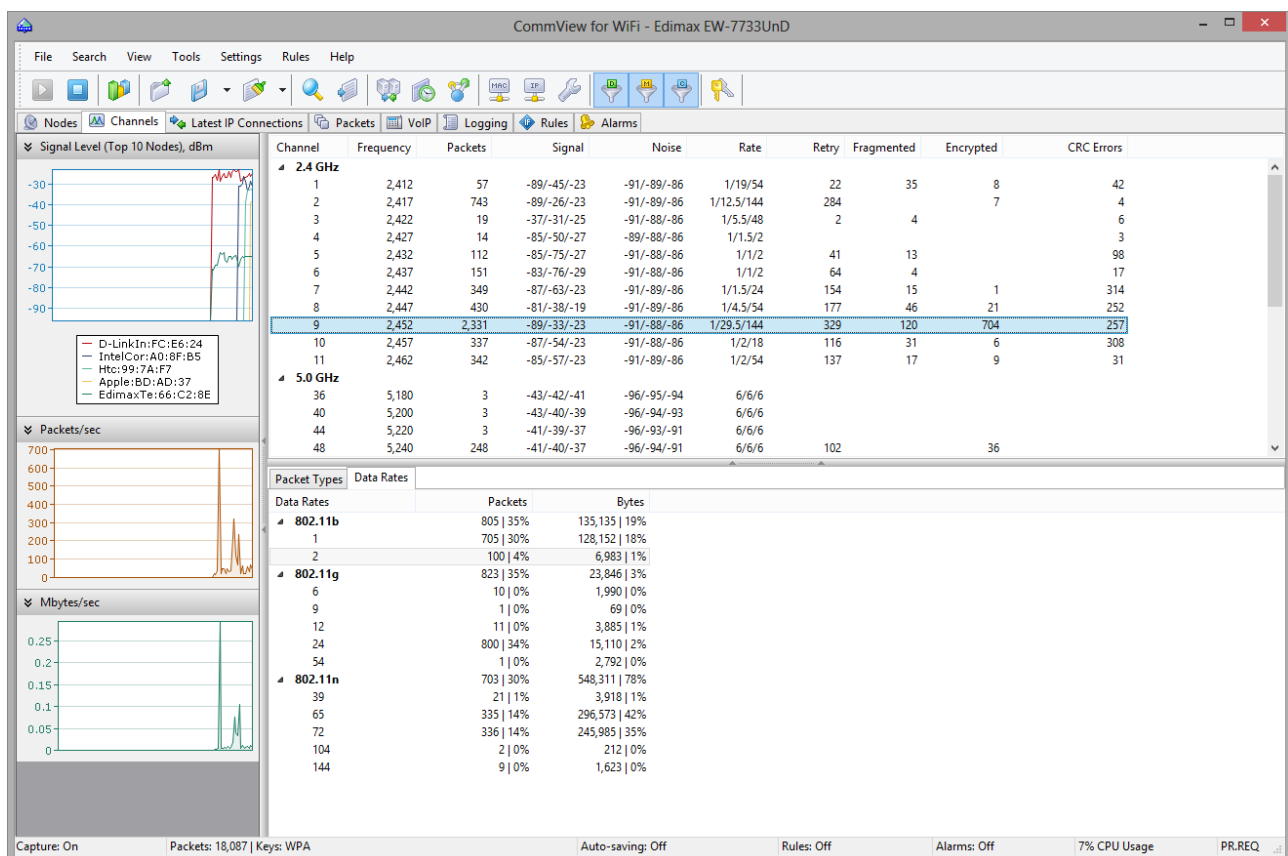 CommView for WiFi - Edimax EW-7733UnD
File Search View Tools Settings Rules Help
MAC IP D M C
Nodes Channels Latest IP Connections Packets VoIP Logging Rules Alarms
Signal Level (Top 10 Nodes), dBm
-30
-40
-50
-60
-70
-80
-90
D-LinkIn:FC:E6:24
IntelCor:A0:8F:B5
Htc:99:7A:F7
Apple:BD:AD:37
EdimaxTe:66:C2:8E
Packets/sec
700
600
500
400
300
200
100
0
Mbytes/sec
0.25
0.2
0.15
0.1
0.05
0
Channel Frequency Packets Signal Noise Rate Retry Fragmented Encrypted CRC Errors
2.4 GHz
1 2,412 57 -89/-45/-23 -91/-89/-86 1/19/54 22 35 8 42
2 2,417 743 -89/-26/-23 -91/-89/-86 1/12.5/144 284 7 4
3 2,422 19 -37/-31/-25 -91/-88/-86 1/5.5/48 2 4 6
4 2,427 14 -85/-50/-27 -89/-88/-86 1/1.5/2 3
5 2,432 112 -85/-75/-27 -91/-88/-86 1/1/2 41 13 98
6 2,437 151 -83/-76/-29 -91/-88/-86 1/1/2 64 4 17
7 2,442 349 -87/-63/-23 -91/-88/-86 1/1.5/24 154 15 1 314
8 2,447 430 -81/-38/-19 -91/-89/-86 1/4.5/54 177 46 21 252
9 2,452 2,331 -89/-33/-23 -91/-88/-86 1/29.5/144 329 120 704 257
10 2,457 337 -87/-54/-23 -91/-88/-86 1/2/18 116 31 6 308
11 2,462 342 -85/-57/-23 -91/-89/-86 1/2/54 137 17 9 31
5.0 GHz
36 5,180 3 -43/-42/-41 -96/-95/-94 6/6/6
40 5,200 3 -43/-40/-39 -96/-94/-93 6/6/6
44 5,220 3 -41/-39/-37 -96/-93/-91 6/6/6
48 5,240 248 -41/-40/-37 -96/-94/-91 6/6/6 102 36
Packet Types Data Rates
Data Rates Packets Bytes
802.11b 805 | 35% 135,135 | 19%
1 705 | 30% 128,152 | 18%
2 100 | 4% 6,983 | 1%
802.11g 823 | 35% 23,846 | 3%
6 10 | 0% 1,990 | 0%
9 1 | 0% 69 | 0%
12 11 | 0% 3,885 | 1%
24 800 | 34% 15,110 | 2%
54 1 | 0% 2,792 | 0%
802.11n 703 | 30% 548,311 | 78%
39 21 | 1% 3,918 | 1%
65 335 | 14% 296,573 | 42%
72 336 | 14% 245,985 | 35%
104 2 | 0% 212 | 0%
144 9 | 0% 1,623 | 0%
Capture: On Packets: 18,087 | Keys: WPA Auto-saving: Off Rules: Off Alarms: Off 7% CPU Usage PR.REQ